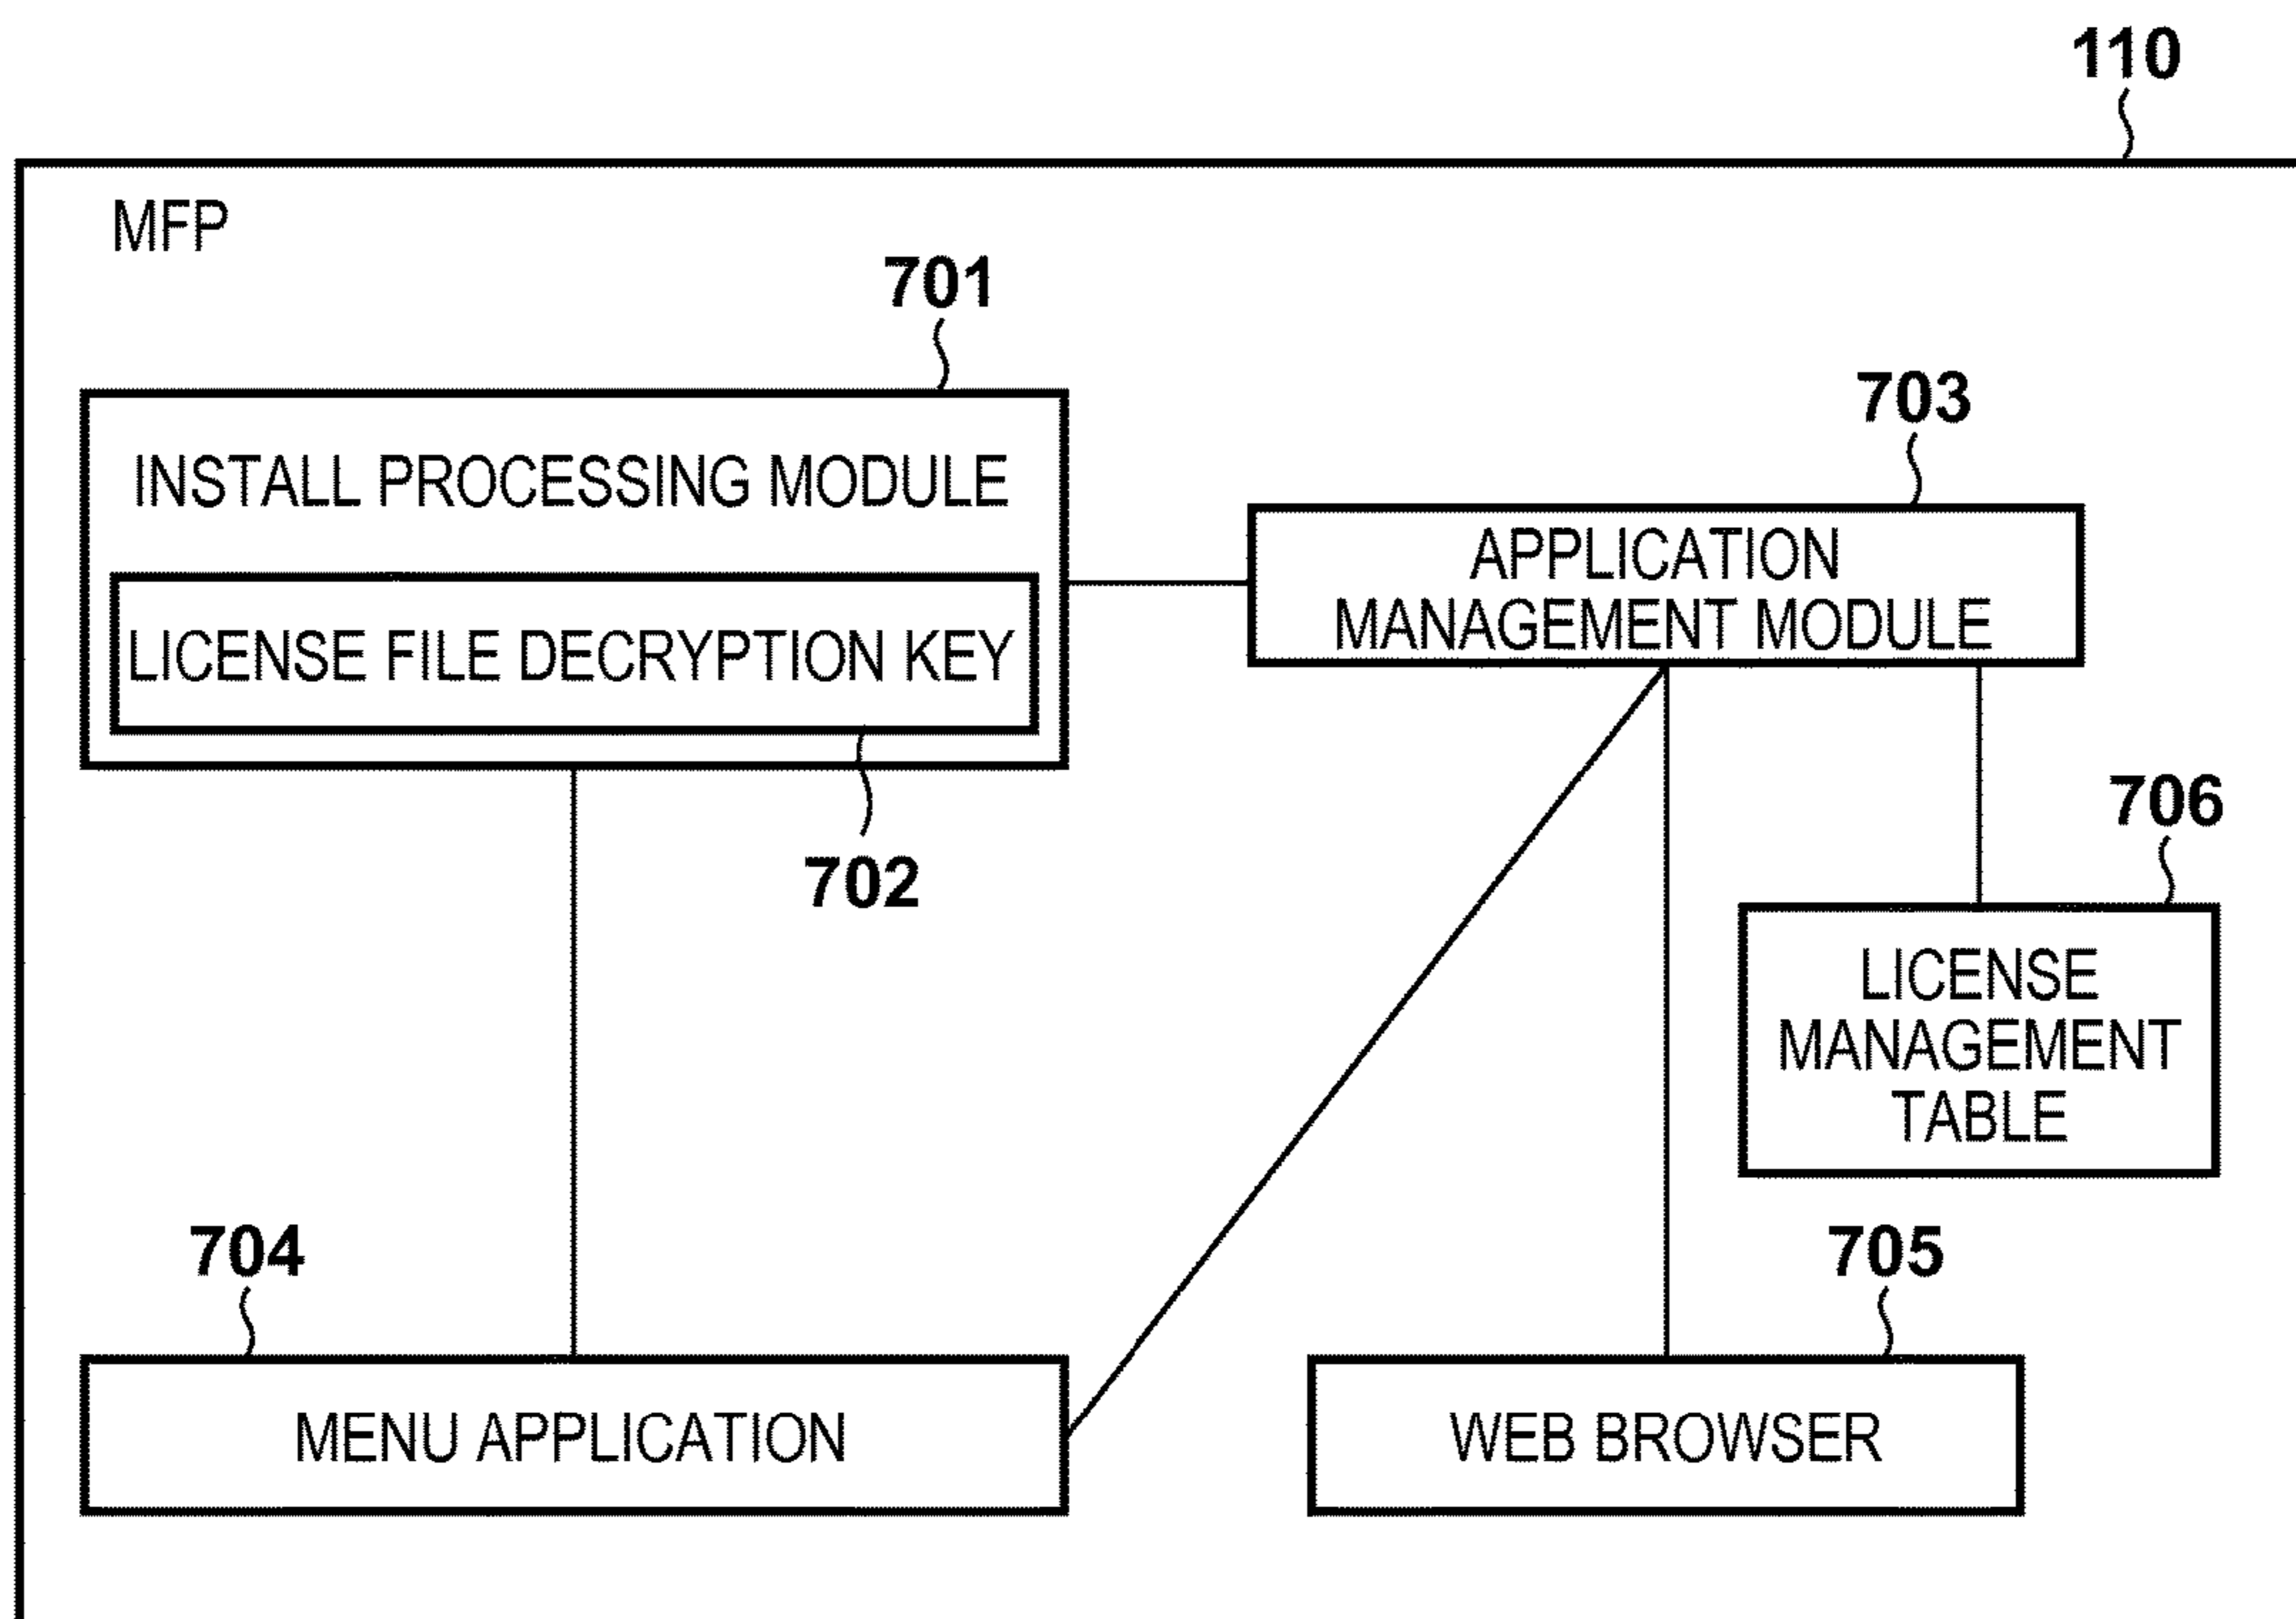 110
MFP
701
INSTALL PROCESSING MODULE
LICENSE FILE DECRYPTION KEY
702
703
APPLICATION
MANAGEMENT MODULE
706
LICENSE
MANAGEMENT
TABLE
704
MENU APPLICATION
705
WEB BROWSER